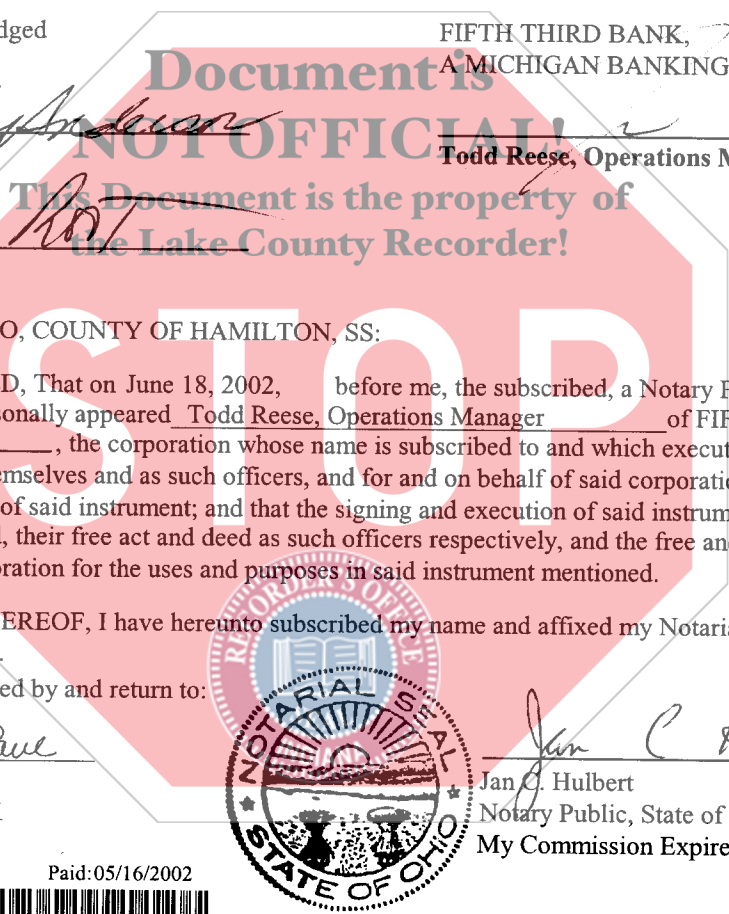 dged
FIFTH THIRD BANK,
A MICHIGAN BANKING
Document is
NOT OFFICIAL!
This Document is the property of
the Lake County Recorder!
Anderson
Todd Reese, Operations M
Root
STOP
O, COUNTY OF HAMILTON, SS:
D, That on June 18, 2002, before me, the subscribed, a Notary P
sonally appeared Todd Reese, Operations Manager of FIF
, the corporation whose name is subscribed to and which execut
emselves and as such officers, and for and on behalf of said corporatio
of said instrument; and that the signing and execution of said instrum
, their free act and deed as such officers respectively, and the free an
oration for the uses and purposes in said instrument mentioned.
RECORDER'S OFFICE
EREOF, I have hereunto subscribed my name and affixed my Notaria
ed by and return to:
NOTARIAL SEAL
STATE OF OHIO
Jan C
Jan C. Hulbert
Notary Public, State of
My Commission Expire
Paid:05/16/2002